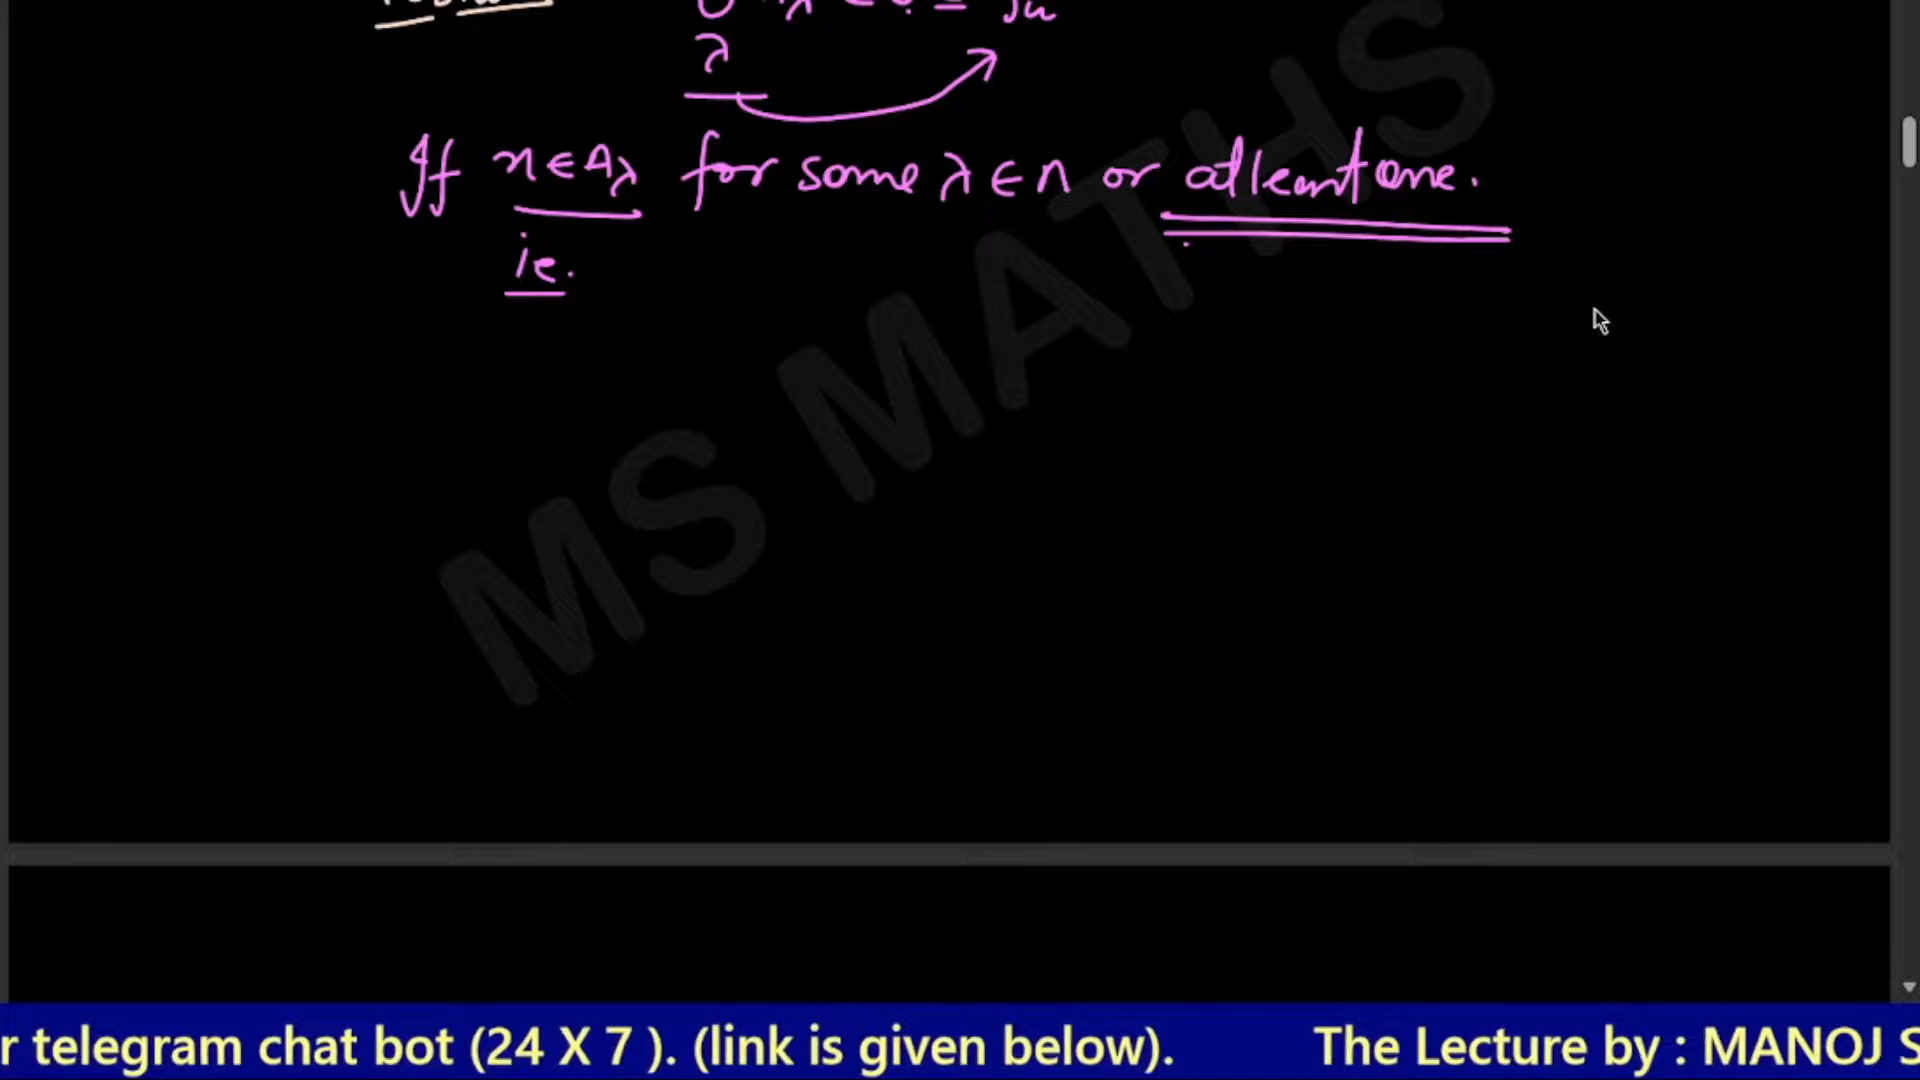 λ
If x ∈ Aλ for some λ ∈ Λ or atleast one.
ie.
MS MATHS
r telegram chat bot (24 X 7 ). (link is given below). The Lecture by : MANOJ S